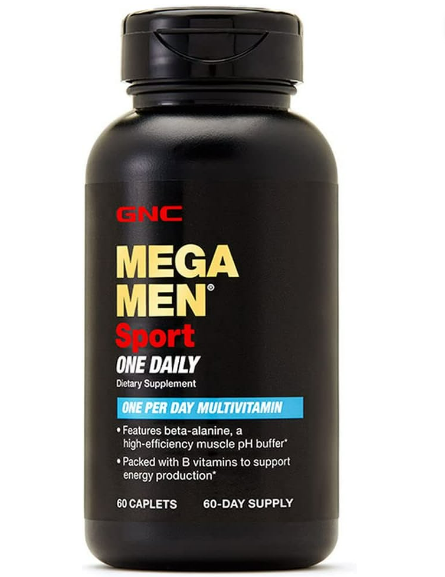 GNC
MEGA
MEN®
Sport
ONE DAILY
Dietary Supplement
ONE PER DAY MULTIVITAMIN
• Features beta-alanine, a
high-efficiency muscle pH buffer*
• Packed with B vitamins to support
energy production*
60 CAPLETS 60-DAY SUPPLY